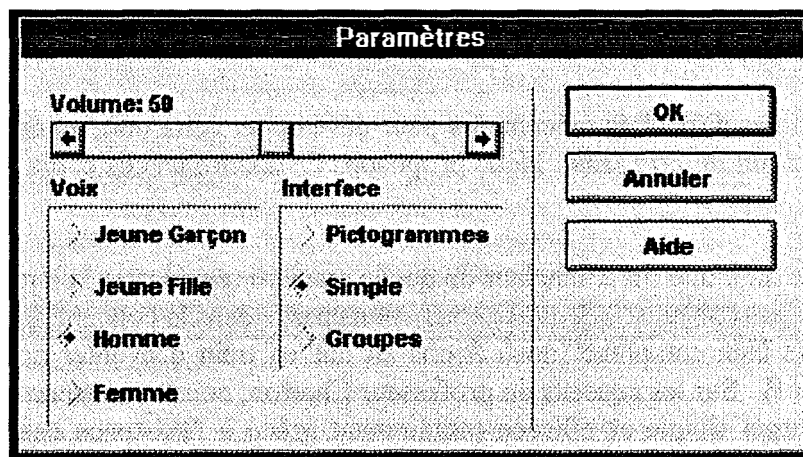 Paramètres
Volume: 50
Voix
Jeune Garçon
Jeune Fille
Homme
Femme
Interface
Pictogrammes
Simple
Groupes
OK
Annuler
Aide